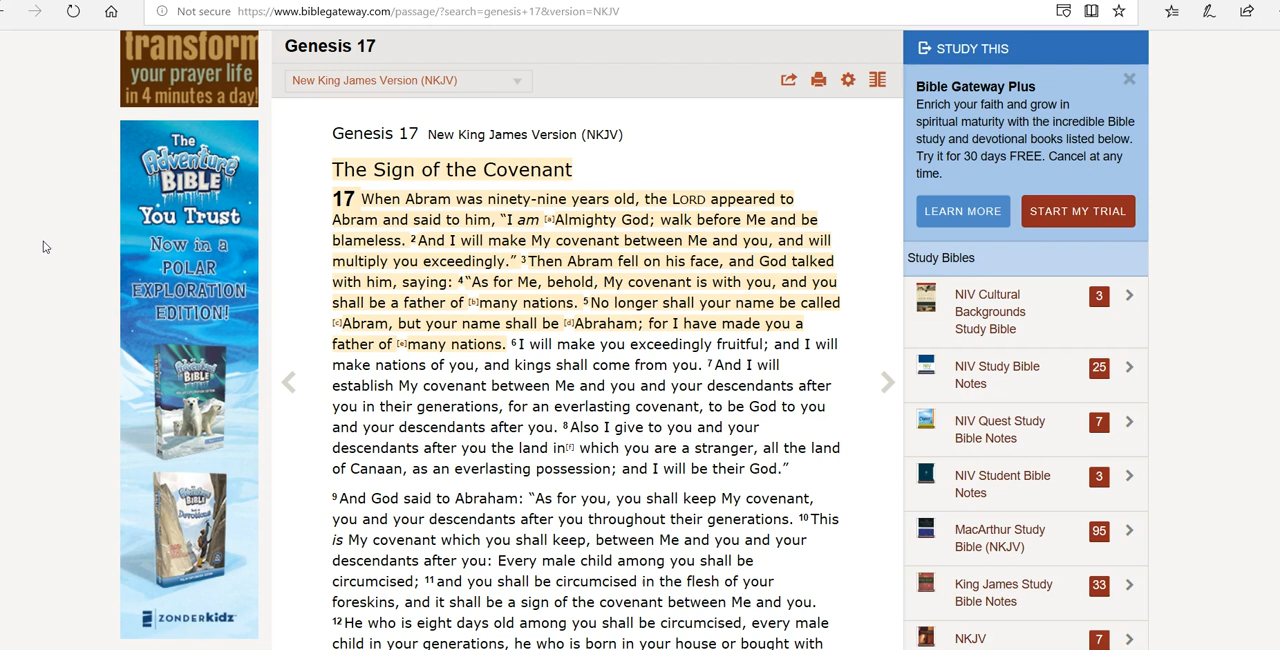 Not secure https://www.biblegateway.com/passage/?search=genesis+17&version=NKJV
transform
your prayer life
in 4 minutes a day!
The
Adventure
BIBLE
You Trust
Now in a
POLAR
EXPLORATION
EDITION!
ZONDERkidz
Genesis 17
New King James Version (NKJV)
Genesis 17 New King James Version (NKJV)
The Sign of the Covenant
17 When Abram was ninety-nine years old, the LORD appeared to
Abram and said to him, “I am [a]Almighty God; walk before Me and be
blameless. 2 And I will make My covenant between Me and you, and will
multiply you exceedingly.” 3 Then Abram fell on his face, and God talked
with him, saying: 4 “As for Me, behold, My covenant is with you, and you
shall be a father of [b]many nations. 5 No longer shall your name be called
[c]Abram, but your name shall be [d]Abraham; for I have made you a
father of [e]many nations. 6 I will make you exceedingly fruitful; and I will
make nations of you, and kings shall come from you. 7 And I will
establish My covenant between Me and you and your descendants after
you in their generations, for an everlasting covenant, to be God to you
and your descendants after you. 8 Also I give to you and your
descendants after you the land in[f] which you are a stranger, all the land
of Canaan, as an everlasting possession; and I will be their God.”
9 And God said to Abraham: “As for you, you shall keep My covenant,
you and your descendants after you throughout their generations. 10 This
is My covenant which you shall keep, between Me and you and your
descendants after you: Every male child among you shall be
circumcised; 11 and you shall be circumcised in the flesh of your
foreskins, and it shall be a sign of the covenant between Me and you.
12 He who is eight days old among you shall be circumcised, every male
child in your generations, he who is born in your house or bought with
STUDY THIS
Bible Gateway Plus
Enrich your faith and grow in
spiritual maturity with the incredible Bible
study and devotional books listed below.
Try it for 30 days FREE. Cancel at any
time.
LEARN MORE START MY TRIAL
Study Bibles
NIV Cultural
Backgrounds
Study Bible
3
NIV Study Bible
Notes
25
NIV Quest Study
Bible Notes
7
NIV Student Bible
Notes
3
MacArthur Study
Bible (NKJV)
95
King James Study
Bible Notes
33
NKJV
7